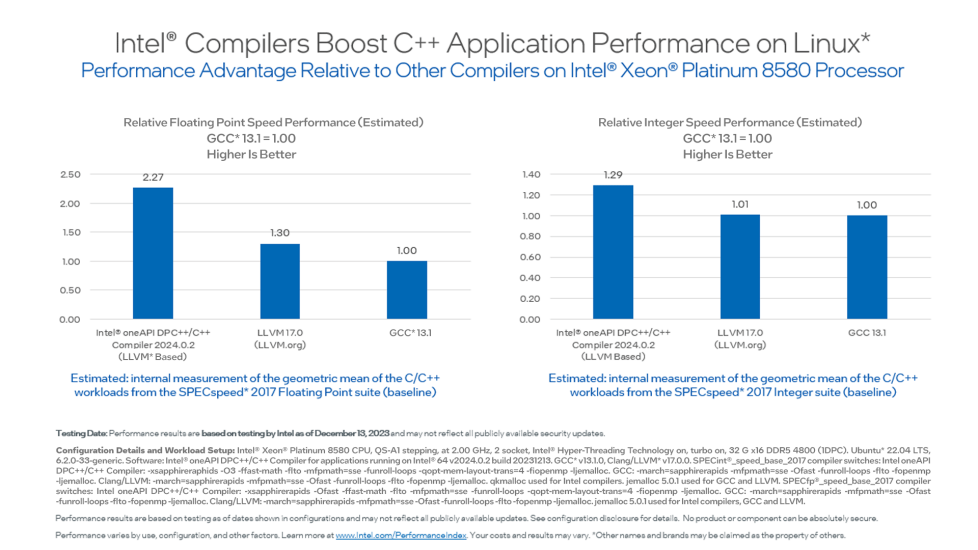 Intel® Compilers Boost C++ Application Performance on Linux*
Performance Advantage Relative to Other Compilers on Intel® Xeon® Platinum 8580 Processor
Relative Floating Point Speed Performance (Estimated)
GCC* 13.1 = 1.00
Higher Is Better
2.50
2.00
1.50
1.00
0.50
0.00
2.27
1.30
1.00
Intel® oneAPI DPC++/C++
Compiler 2024.0.2
(LLVM* Based)
LLVM 17.0
(LLVM.org)
GCC* 13.1
Estimated: internal measurement of the geometric mean of the C/C++
workloads from the SPECspeed* 2017 Floating Point suite (baseline)
Relative Integer Speed Performance (Estimated)
GCC* 13.1 = 1.00
Higher Is Better
1.40
1.20
1.00
0.80
0.60
0.40
0.20
0.00
1.29
1.01
1.00
Intel® oneAPI DPC++/C++
Compiler 2024.0.2
(LLVM Based)
LLVM 17.0
(LLVM.org)
GCC 13.1
Estimated: internal measurement of the geometric mean of the C/C++
workloads from the SPECspeed* 2017 Integer suite (baseline)
Testing Date: Performance results are based on testing by Intel as of December 13, 2023 and may not reflect all publicly available security updates.
Configuration Details and Workload Setup: Intel® Xeon® Platinum 8580 CPU, QS-A1 stepping, at 2.00 GHz, 2 socket, Intel® Hyper-Threading Technology on, turbo on, 32 G x16 DDR5 4800 (1DPC). Ubuntu* 22.04 LTS,
6.2.0-33-generic. Software: Intel® oneAPI DPC++/C++ Compiler for applications running on Intel® 64 v2024.0.2 build 20231213. GCC* v13.1.0, Clang/LLVM* v17.0.0. SPECint®_speed_base_2017 compiler switches: Intel oneAPI
DPC++/C++ Compiler: -xsapphirerapids -O3 -ffast-math -flto -mfpmath=sse -funroll-loops -qopt-mem-layout-trans=4 -fiopenmp -ljemalloc. GCC: -march=sapphirerapids -mfpmath=sse -Ofast -funroll-loops -flto -fopenmp
-ljemalloc. Clang/LLVM: -march=sapphirerapids -mfpmath=sse -Ofast -funroll-loops -flto -fopenmp -ljemalloc. qkmalloc used for Intel compilers. jemalloc 5.0.1 used for GCC and LLVM. SPECfp®_speed_base_2017 compiler
switches: Intel oneAPI DPC++/C++ Compiler: -xsapphirerapids -Ofast -ffast-math -flto -mfpmath=sse -funroll-loops -qopt-mem-layout-trans=4 -fiopenmp -ljemalloc. GCC: -march=sapphirerapids -mfpmath=sse -Ofast
-funroll-loops -flto -fopenmp -ljemalloc. Clang/LLVM: -march=sapphirerapids -mfpmath=sse -Ofast -funroll-loops -flto -fopenmp -ljemalloc. jemalloc 5.0.1 used for Intel compilers, GCC and LLVM.
Performance results are based on testing as of dates shown in configurations and may not reflect all publicly available updates. See configuration disclosure for details. No product or component can be absolutely secure.
Performance varies by use, configuration, and other factors. Learn more at www.Intel.com/PerformanceIndex. Your costs and results may vary. *Other names and brands may be claimed as the property of others.